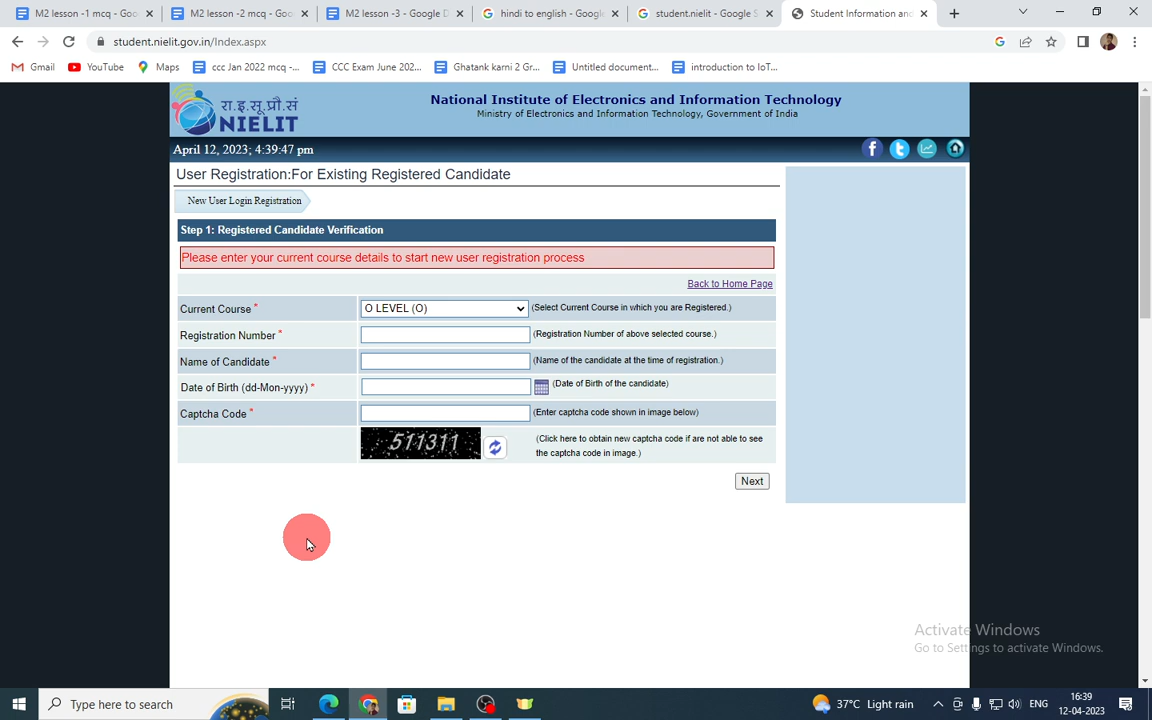 M2 lesson -1 mcq - Goo
M2 lesson -2 mcq - Goo
M2 lesson -3 - Google D
hindi to english - Google
student.nielit - Google S
Student Information and
student.nielit.gov.in/Index.aspx
Gmail
YouTube
Maps
ccc Jan 2022 mcq -...
CCC Exam June 202...
Ghatank karni 2 Gr...
Untitled document...
introduction to IoT...
रा.इ.सू.प्रौ.सं
NIELIT
National Institute of Electronics and Information Technology
Ministry of Electronics and Information Technology, Government of India
April 12, 2023; 4:39:47 pm
User Registration:For Existing Registered Candidate
New User Login Registration
Step 1: Registered Candidate Verification
Please enter your current course details to start new user registration process
Back to Home Page
Current Course * O LEVEL (O) (Select Current Course in which you are Registered.)
Registration Number * (Registration Number of above selected course.)
Name of Candidate * (Name of the candidate at the time of registration.)
Date of Birth (dd-Mon-yyyy) * (Date of Birth of the candidate)
Captcha Code * (Enter captcha code shown in image below)
511311
(Click here to obtain new captcha code if are not able to see
the captcha code in image.)
Next
Activate Windows
Go to Settings to activate Windows.
Type here to search
37°C Light rain
ENG
16:39
12-04-2023